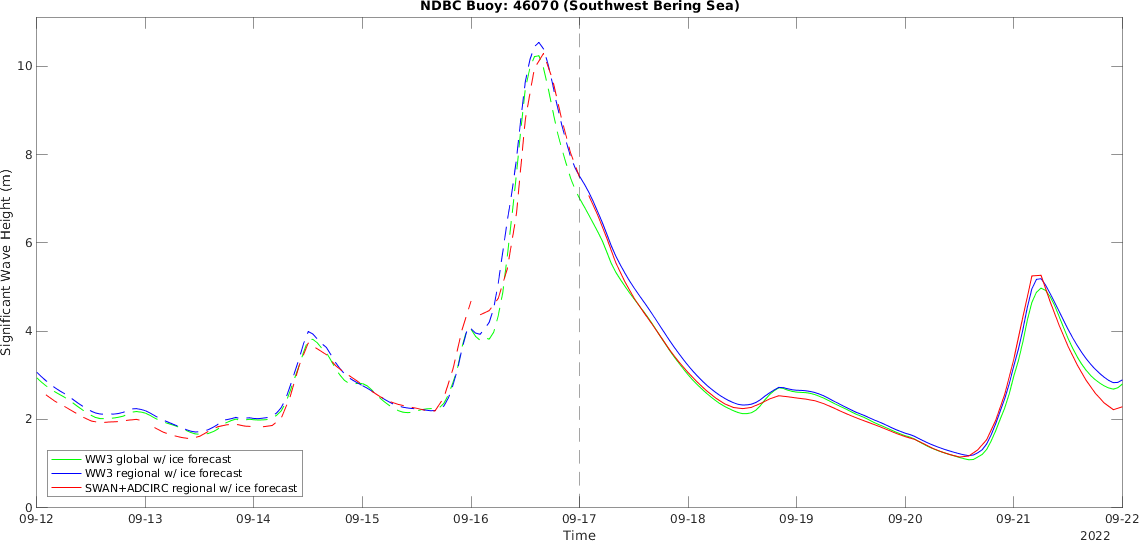 NDBC Buoy: 46070 (Southwest Bering Sea)
Significant Wave Height (m)
10
8
6
4
2
0
WW3 global w/ ice forecast
WW3 regional w/ ice forecast
SWAN+ADCIRC regional w/ ice forecast
09-12 09-13 09-14 09-15 09-16 09-17 09-18 09-19 09-20 09-21 09-22
Time
2022